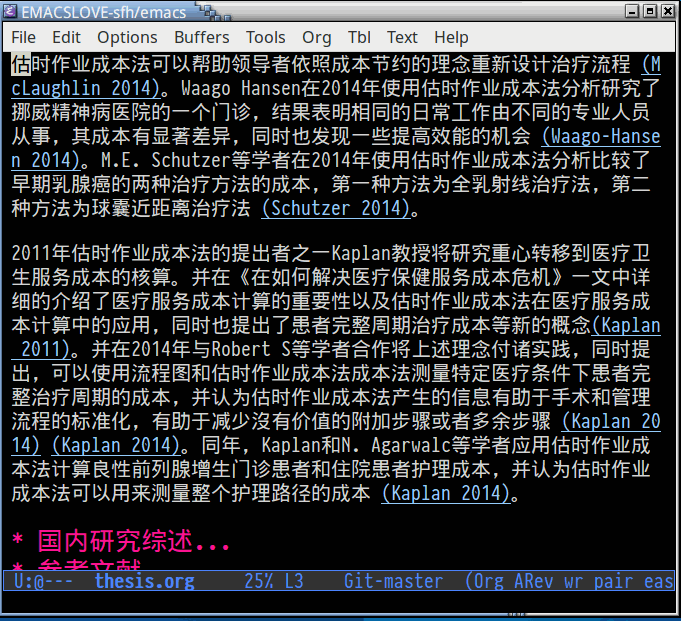 EMACSLOVE-sfh/emacs
File Edit Options Buffers Tools Org Tbl Text Help
估时作业成本法可以帮助领导者依照成本节约的理念重新设计治疗流程 (M
cLaughlin 2014)。Waago Hansen在2014年使用估时作业成本法分析研究了
挪威精神病医院的一个门诊，结果表明相同的日常工作由不同的专业人员
从事，其成本有显著差异，同时也发现一些提高效能的机会 (Waago-Hanse
n 2014)。M.E. Schutzer等学者在2014年使用估时作业成本法分析比较了
早期乳腺癌的两种治疗方法的成本，第一种方法为全乳射线治疗法，第二
种方法为球囊近距离治疗法 (Schutzer 2014)。
2011年估时作业成本法的提出者之一Kaplan教授将研究重心转移到医疗卫
生服务成本的核算。并在《在如何解决医疗保健服务成本危机》一文中详
细的介绍了医疗服务成本计算的重要性以及估时作业成本法在医疗服务成
本计算中的应用，同时也提出了患者完整周期治疗成本等新的概念(Kaplan
 2011)。并在2014年与Robert S等学者合作将上述理念付诸实践，同时提
出，可以使用流程图和估时作业成本法成本法测量特定医疗条件下患者完
整治疗周期的成本，并认为估时作业成本法产生的信息有助于手术和管理
流程的标准化，有助于减少沒有价值的附加步骤或者多余步骤 (Kaplan 20
14) (Kaplan 2014)。同年，Kaplan和N. Agarwalc等学者应用估时作业成
本法计算良性前列腺增生门诊患者和住院患者护理成本，并认为估时作业
成本法可以用来测量整个护理路径的成本 (Kaplan 2014)。
* 国内研究综述...
* 参考文献
U:@--- thesis.org 25% L3 Git-master (Org ARev wr pair eas